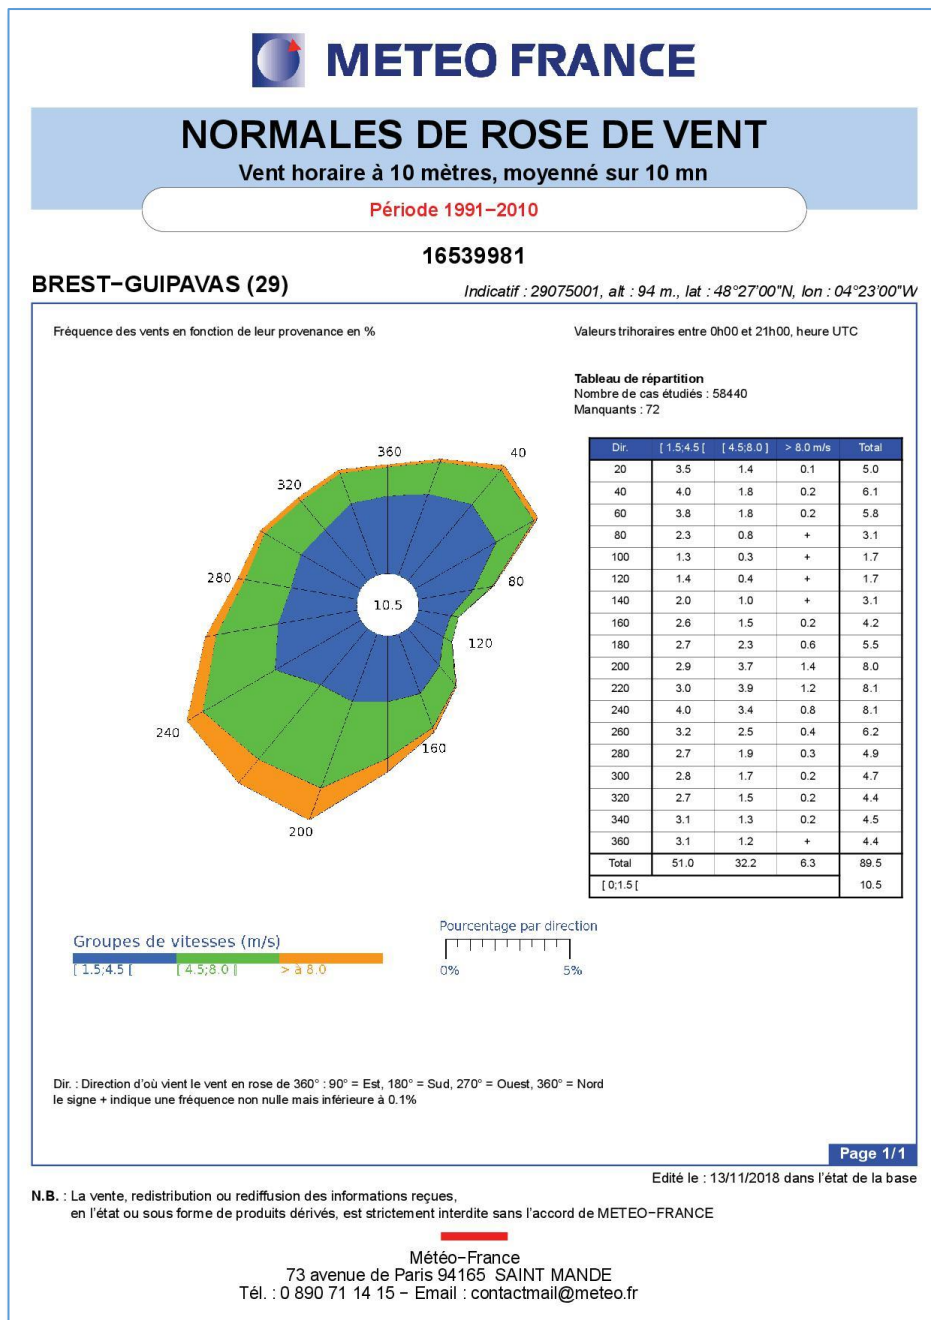 METEO FRANCE
NORMALES DE ROSE DE VENT
Vent horaire à 10 mètres, moyenné sur 10 mn
Période 1991−2010
16539981
BREST−GUIPAVAS (29)
Indicatif : 29075001, alt : 94 m., lat : 48°27'00"N, lon : 04°23'00"W
Fréquence des vents en fonction de leur provenance en %
Valeurs trihoraires entre 0h00 et 21h00, heure UTC
Tableau de répartition
Nombre de cas étudiés : 58440
Manquants : 72
360
40
320
280
80
10.5
120
240
160
200
Dir. [ 1.5;4.5 [ [ 4.5;8.0 ] > 8.0 m/s Total
20 3.5 1.4 0.1 5.0
40 4.0 1.8 0.2 6.1
60 3.8 1.8 0.2 5.8
80 2.3 0.8 + 3.1
100 1.3 0.3 + 1.7
120 1.4 0.4 + 1.7
140 2.0 1.0 + 3.1
160 2.6 1.5 0.2 4.2
180 2.7 2.3 0.6 5.5
200 2.9 3.7 1.4 8.0
220 3.0 3.9 1.2 8.1
240 4.0 3.4 0.8 8.1
260 3.2 2.5 0.4 6.2
280 2.7 1.9 0.3 4.9
300 2.8 1.7 0.2 4.7
320 2.7 1.5 0.2 4.4
340 3.1 1.3 0.2 4.5
360 3.1 1.2 + 4.4
Total 51.0 32.2 6.3 89.5
[ 0;1.5 [ 10.5
Groupes de vitesses (m/s)
[ 1.5;4.5 [ [ 4.5;8.0 ] > à 8.0
Pourcentage par direction
0% 5%
Dir. : Direction d'où vient le vent en rose de 360° : 90° = Est, 180° = Sud, 270° = Ouest, 360° = Nord
le signe + indique une fréquence non nulle mais inférieure à 0.1%
Page 1/1
Edité le : 13/11/2018 dans l'état de la base
N.B. : La vente, redistribution ou rediffusion des informations reçues,
en l'état ou sous forme de produits dérivés, est strictement interdite sans l'accord de METEO−FRANCE
Météo−France
73 avenue de Paris 94165 SAINT MANDE
Tél. : 0 890 71 14 15 − Email : contactmail@meteo.fr